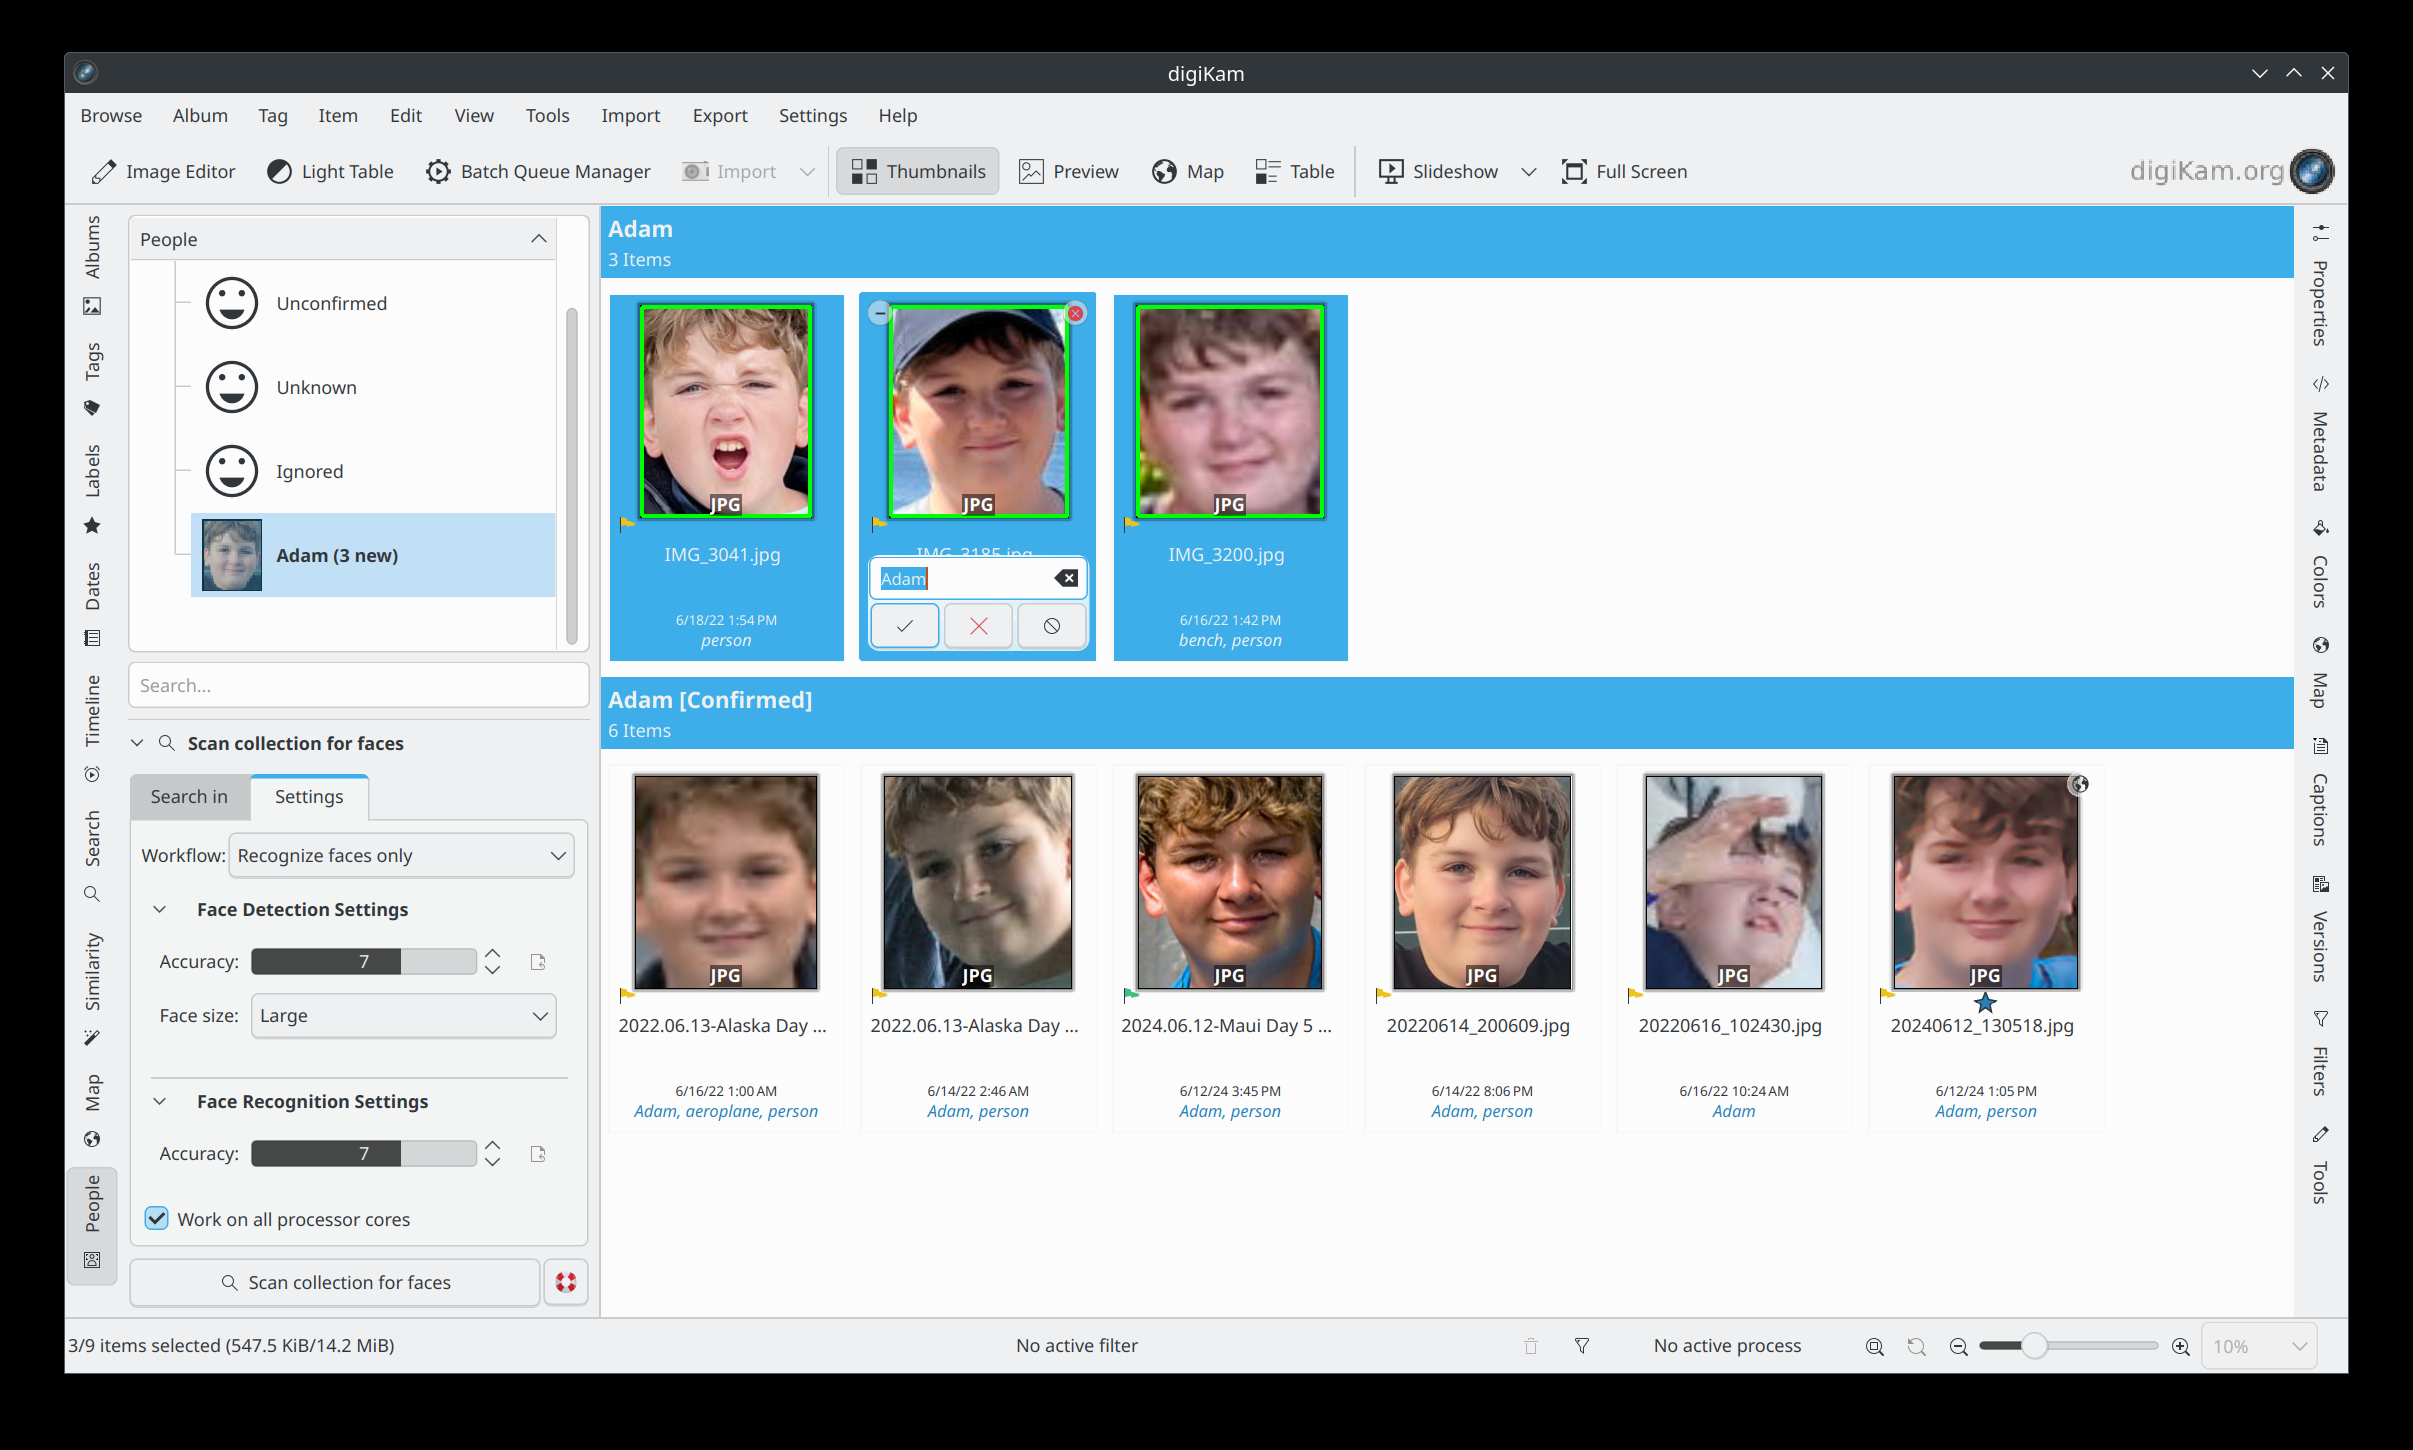 digiKam
Browse Album Tag Item Edit View Tools Import Export Settings Help
Image Editor Light Table Batch Queue Manager Import Thumbnails Preview Map Table Slideshow Full Screen digiKam.org
Albums
Tags
Labels
Dates
Timeline
Search
Similarity
Map
People
People
Unconfirmed
Unknown
Ignored
Adam (3 new)
Search...
Scan collection for faces
Search in Settings
Workflow: Recognize faces only
Face Detection Settings
Accuracy: 7
Face size: Large
Face Recognition Settings
Accuracy: 7
Work on all processor cores
Scan collection for faces
Adam
3 Items
JPG JPG JPG
IMG_3041.jpg IMG_3185.jpg IMG_3200.jpg
Adam
6/18/22 1:54 PM 6/16/22 1:42 PM
person bench, person
Adam [Confirmed]
6 Items
JPG JPG JPG JPG JPG JPG
2022.06.13-Alaska Day ... 2022.06.13-Alaska Day ... 2024.06.12-Maui Day 5 ... 20220614_200609.jpg 20220616_102430.jpg 20240612_130518.jpg
6/16/22 1:00 AM 6/14/22 2:46 AM 6/12/24 3:45 PM 6/14/22 8:06 PM 6/16/22 10:24 AM 6/12/24 1:05 PM
Adam, aeroplane, person Adam, person Adam, person Adam, person Adam Adam, person
Properties
Metadata
Colors
Map
Captions
Versions
Filters
Tools
3/9 items selected (547.5 KiB/14.2 MiB) No active filter No active process 10%